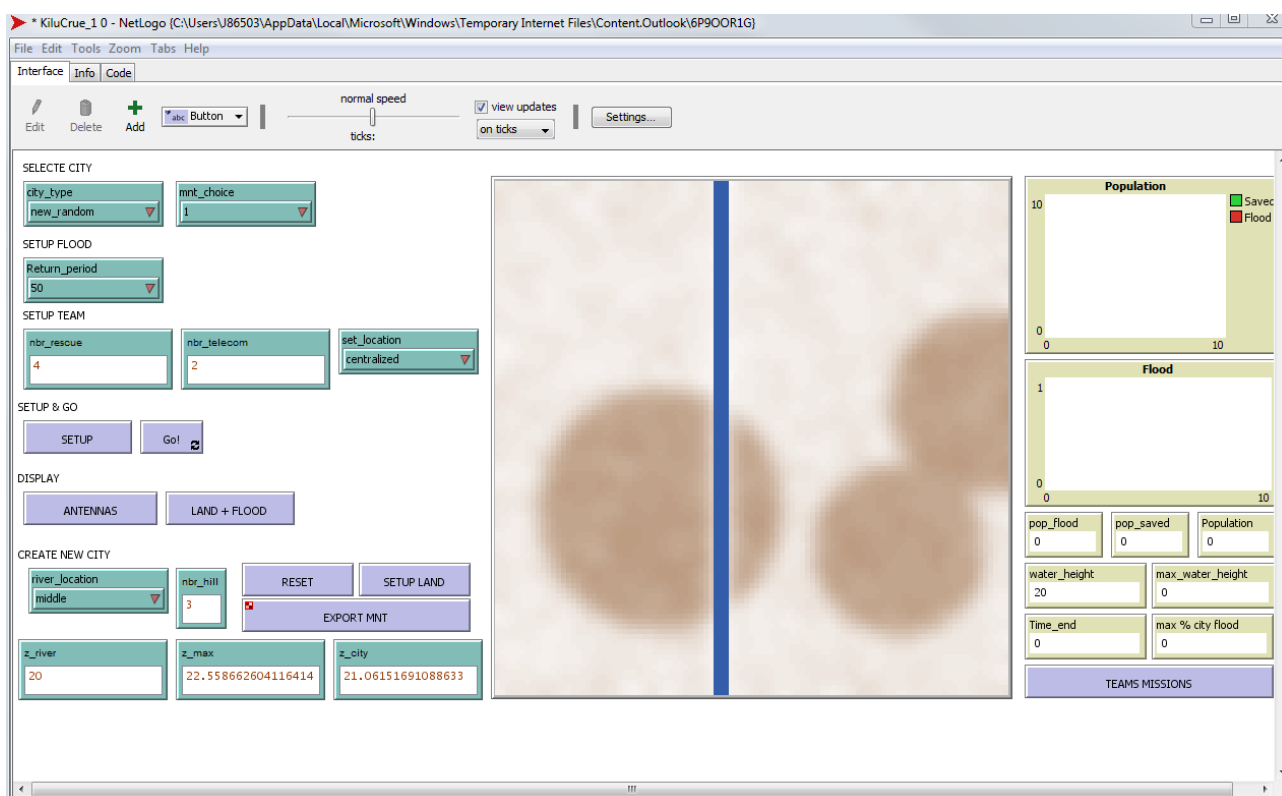 * KiluCrue_1 0 - NetLogo {C:\Users\J86503\AppData\Local\Microsoft\Windows\Temporary Internet Files\Content.Outlook\6P9OOR1G}
File Edit Tools Zoom Tabs Help
Interface Info Code
Edit Delete Add abc Button normal speed ticks: view updates on ticks Settings...
SELECTE CITY
city_type mnt_choice
new_random 1
SETUP FLOOD
Return_period
50
SETUP TEAM
nbr_rescue nbr_telecom set_location
4 2 centralized
SETUP & GO
SETUP Go!
DISPLAY
ANTENNAS LAND + FLOOD
CREATE NEW CITY
river_location nbr_hill RESET SETUP LAND
middle 3 EXPORT MNT
z_river z_max z_city
20 22.558662604116414 21.06151691088633
Population
10
0
0 10
Saved
Flood
Flood
1
0
0 10
pop_flood pop_saved Population
0 0 0
water_height max_water_height
20 0
Time_end max % city flood
0 0
TEAMS MISSIONS